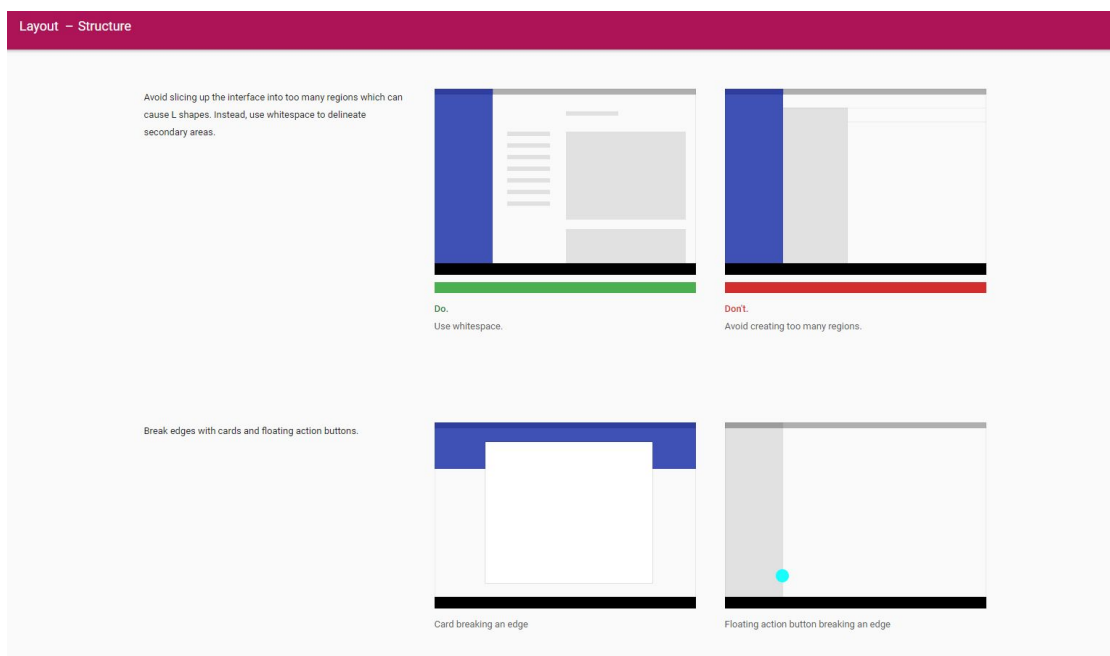 Layout – Structure
Avoid slicing up the interface into too many regions which can
cause L shapes. Instead, use whitespace to delineate
secondary areas.
Do.
Use whitespace.
Don't.
Avoid creating too many regions.
Break edges with cards and floating action buttons.
Card breaking an edge
Floating action button breaking an edge